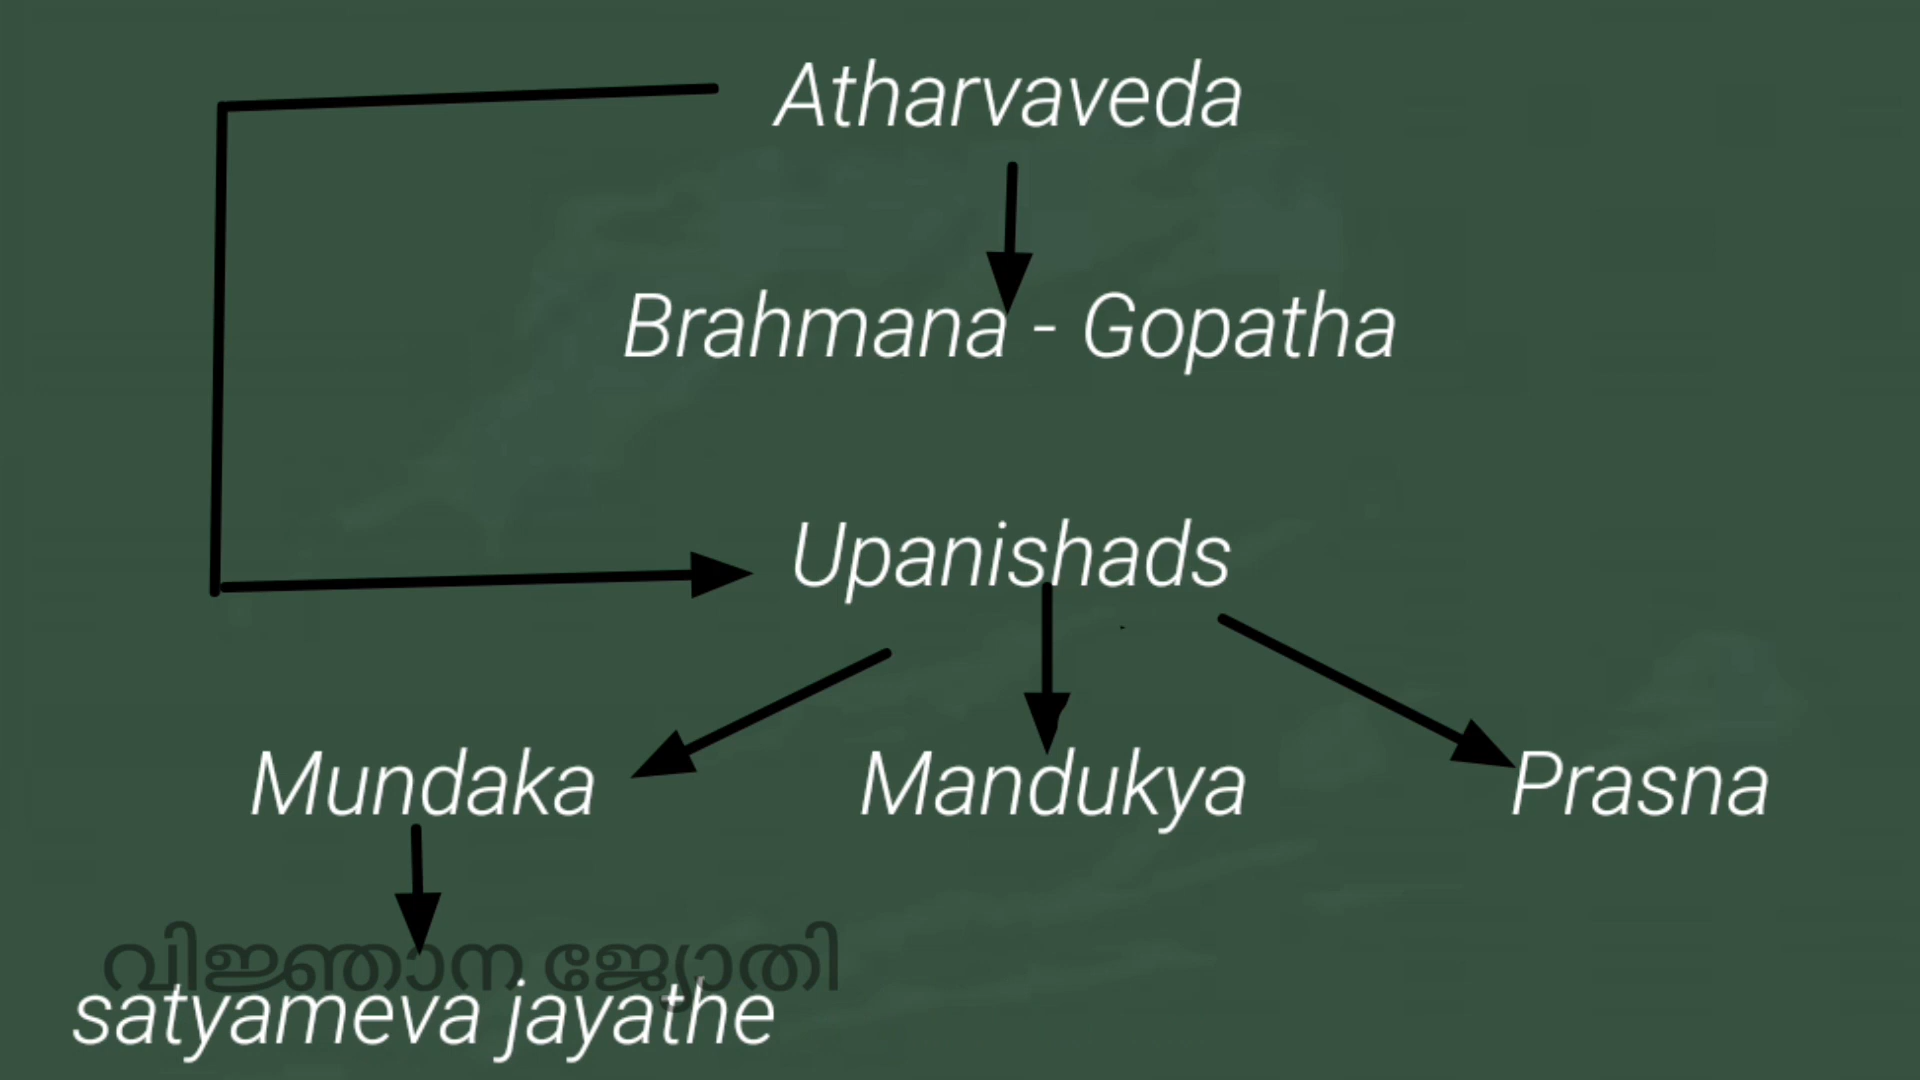 Atharvaveda
Brahmana - Gopatha
Upanishads
Mundaka Mandukya Prasna
വിജ്ഞാന ജ്യോതി
satyameva jayathe